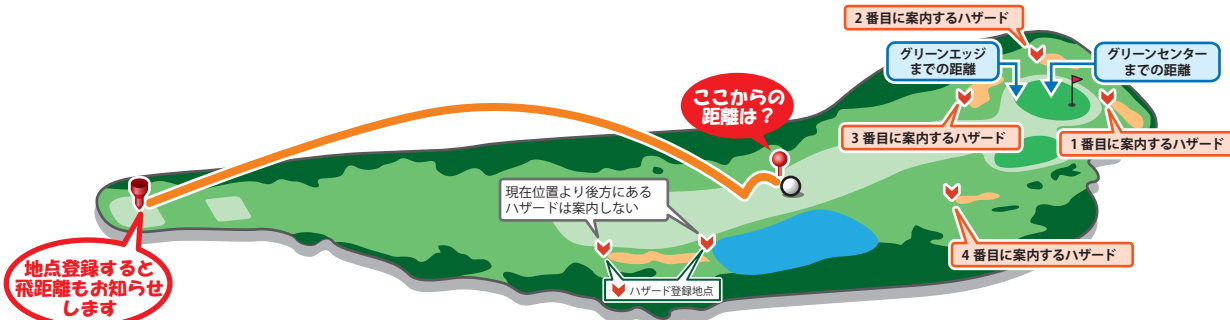 2番目に案内するハザード
グリーンエッジ
までの距離
グリーンセンター
までの距離
ここからの
距離は？
3番目に案内するハザード
1番目に案内するハザード
現在位置より後方にある
ハザードは案内しない
4番目に案内するハザード
地点登録すると
飛距離もお知らせ
します
ハザード登録地点